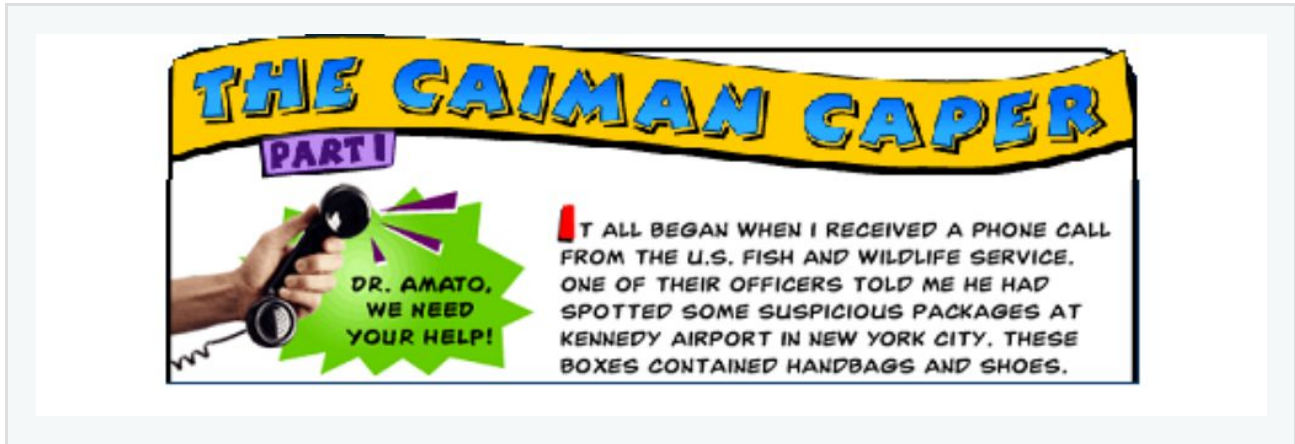 THE CAIMAN CAPER
PART I
DR. AMATO,
WE NEED
YOUR HELP!
IT ALL BEGAN WHEN I RECEIVED A PHONE CALL
FROM THE U.S. FISH AND WILDLIFE SERVICE.
ONE OF THEIR OFFICERS TOLD ME HE HAD
SPOTTED SOME SUSPICIOUS PACKAGES AT
KENNEDY AIRPORT IN NEW YORK CITY. THESE
BOXES CONTAINED HANDBAGS AND SHOES.